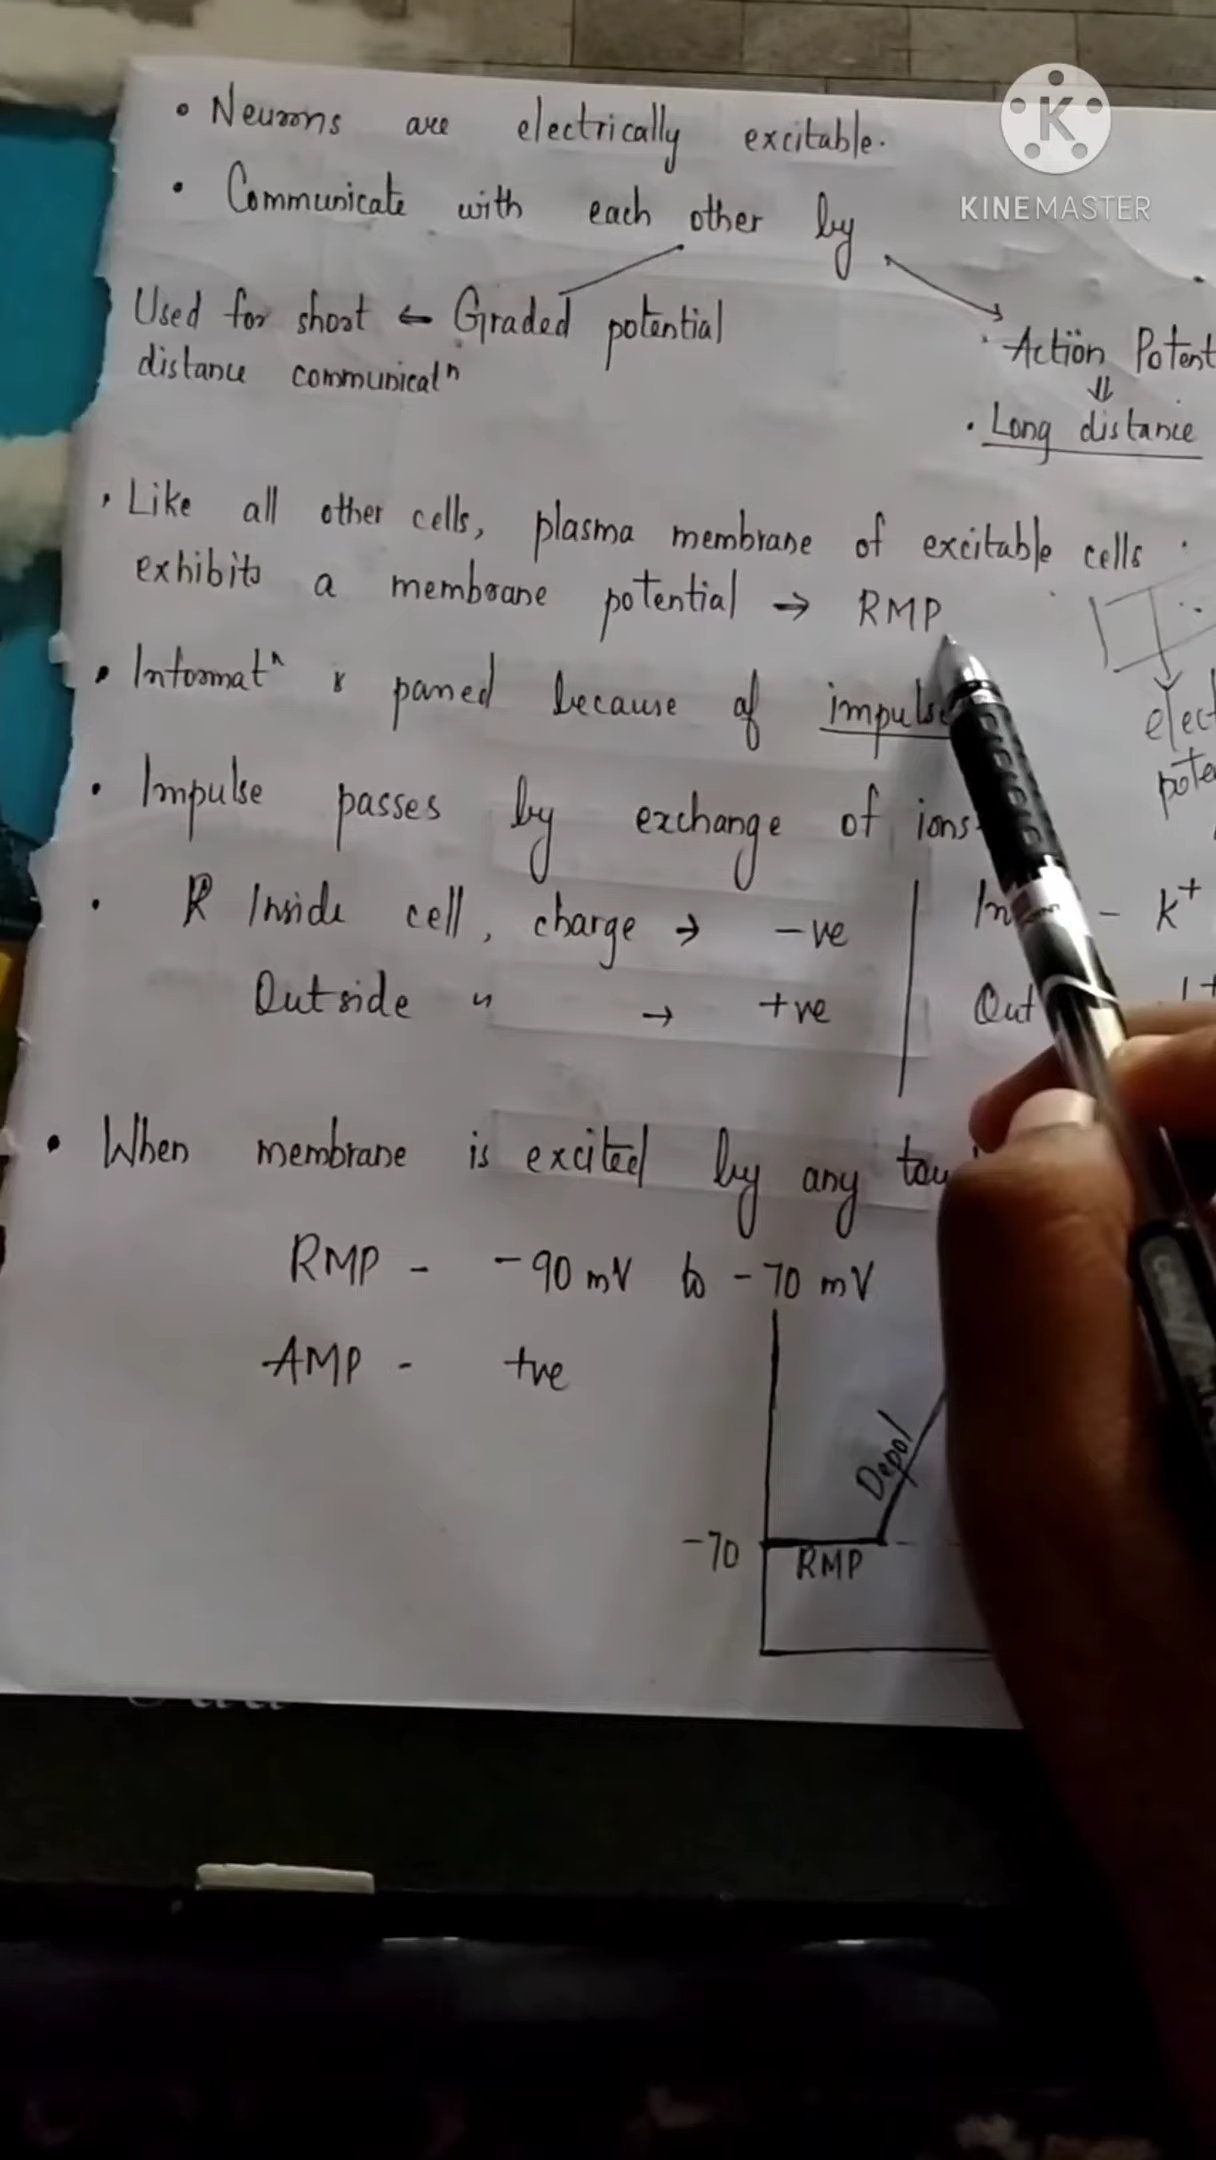 KINEMASTER
• Neurons are electrically excitable.
• Communicate with each other by
Used for short ← Graded potential
distance communicatⁿ
• Action Potent
⇓
• Long distance
• Like all other cells, plasma membrane of excitable cells
exhibits a membrane potential → RMP
• Informatⁿ is passed because of impulse
elect
pote
• Impulse passes by exchange of ions
• Inside cell, charge → -ve
Outside " → +ve
In - K+
Out
• When membrane is excited by any
RMP - -90 mV to -70 mV
AMP - +ve
Depol
-70
RMP